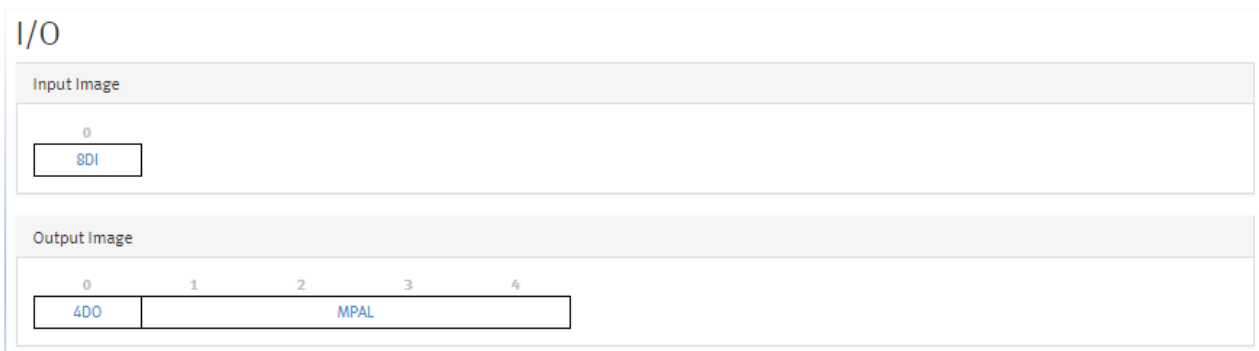 I/O
Input Image
0
8DI
Output Image
0 1 2 3 4
4DO MPAL